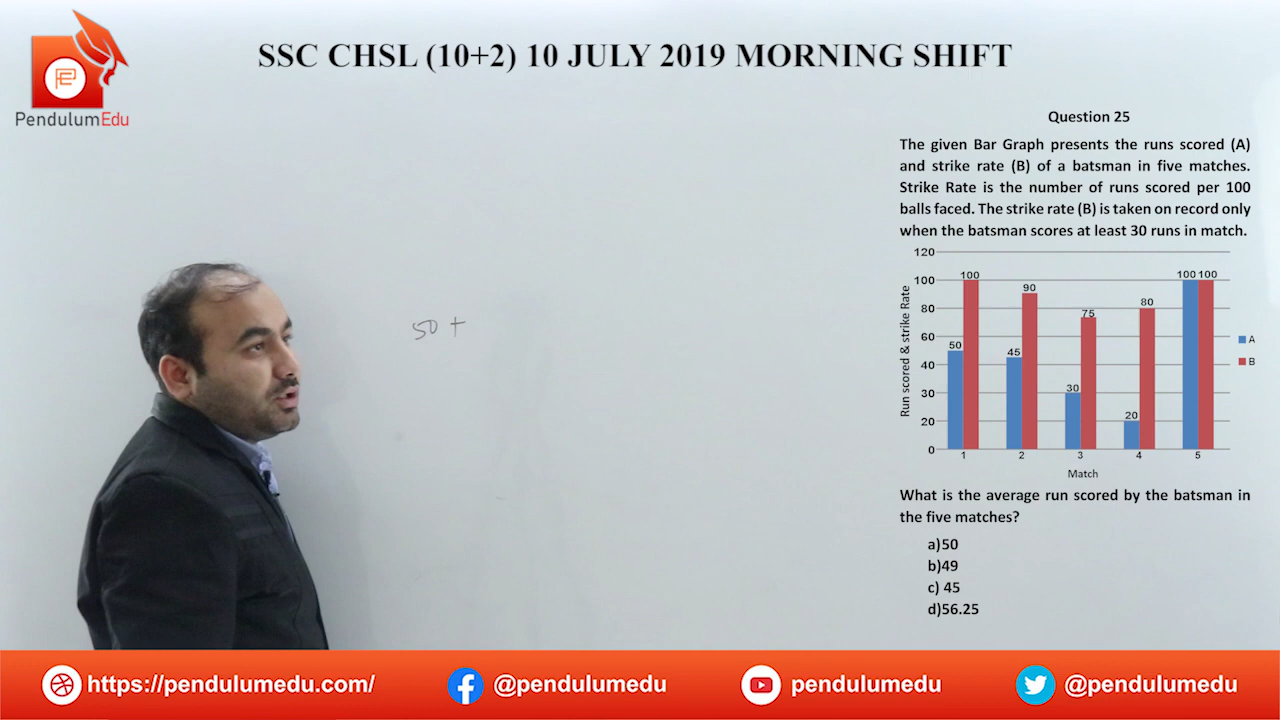 SSC CHSL (10+2) 10 JULY 2019 MORNING SHIFT
PendulumEdu
50 +
Question 25
The given Bar Graph presents the runs scored (A)
and strike rate (B) of a batsman in five matches.
Strike Rate is the number of runs scored per 100
balls faced. The strike rate (B) is taken on record only
when the batsman scores at least 30 runs in match.
120
100
80
60
40
30
20
0
Run scored & strike Rate
50
100
45
90
30
75
20
80
100 100
A
B
1 2 3 4 5
Match
What is the average run scored by the batsman in
the five matches?
a)50
b)49
c) 45
d)56.25
https://pendulumedu.com/
@pendulumedu
pendulumedu
@pendulumedu